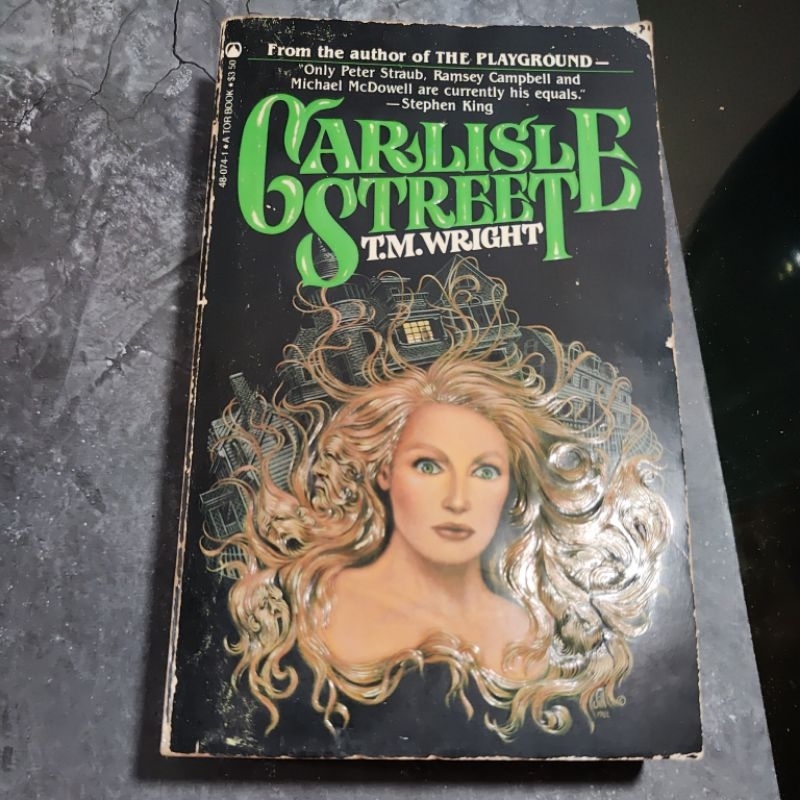 From the author of THE PLAYGROUND—
"Only Peter Straub, Ramsey Campbell and
Michael McDowell are currently his equals."
—Stephen King
CARLISLE
STREET
T.M. WRIGHT
48-074-1 ★ A TOR BOOK ★ $3.50